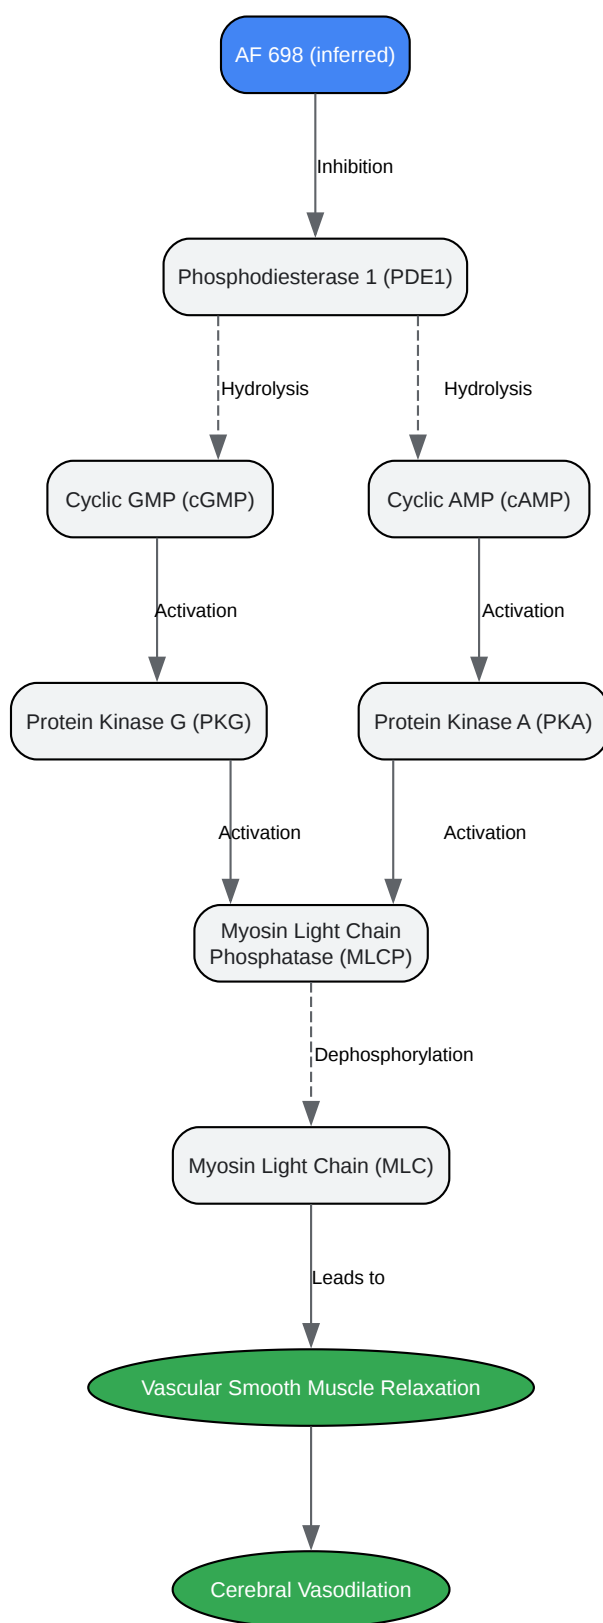 AF 698 (inferred)
Inhibition
Phosphodiesterase 1 (PDE1)
Hydrolysis
Hydrolysis
Cyclic GMP (cGMP)
Cyclic AMP (cAMP)
Activation
Activation
Protein Kinase G (PKG)
Protein Kinase A (PKA)
Activation
Activation
Myosin Light Chain
Phosphatase (MLCP)
Dephosphorylation
Myosin Light Chain (MLC)
Leads to
Vascular Smooth Muscle Relaxation
Cerebral Vasodilation